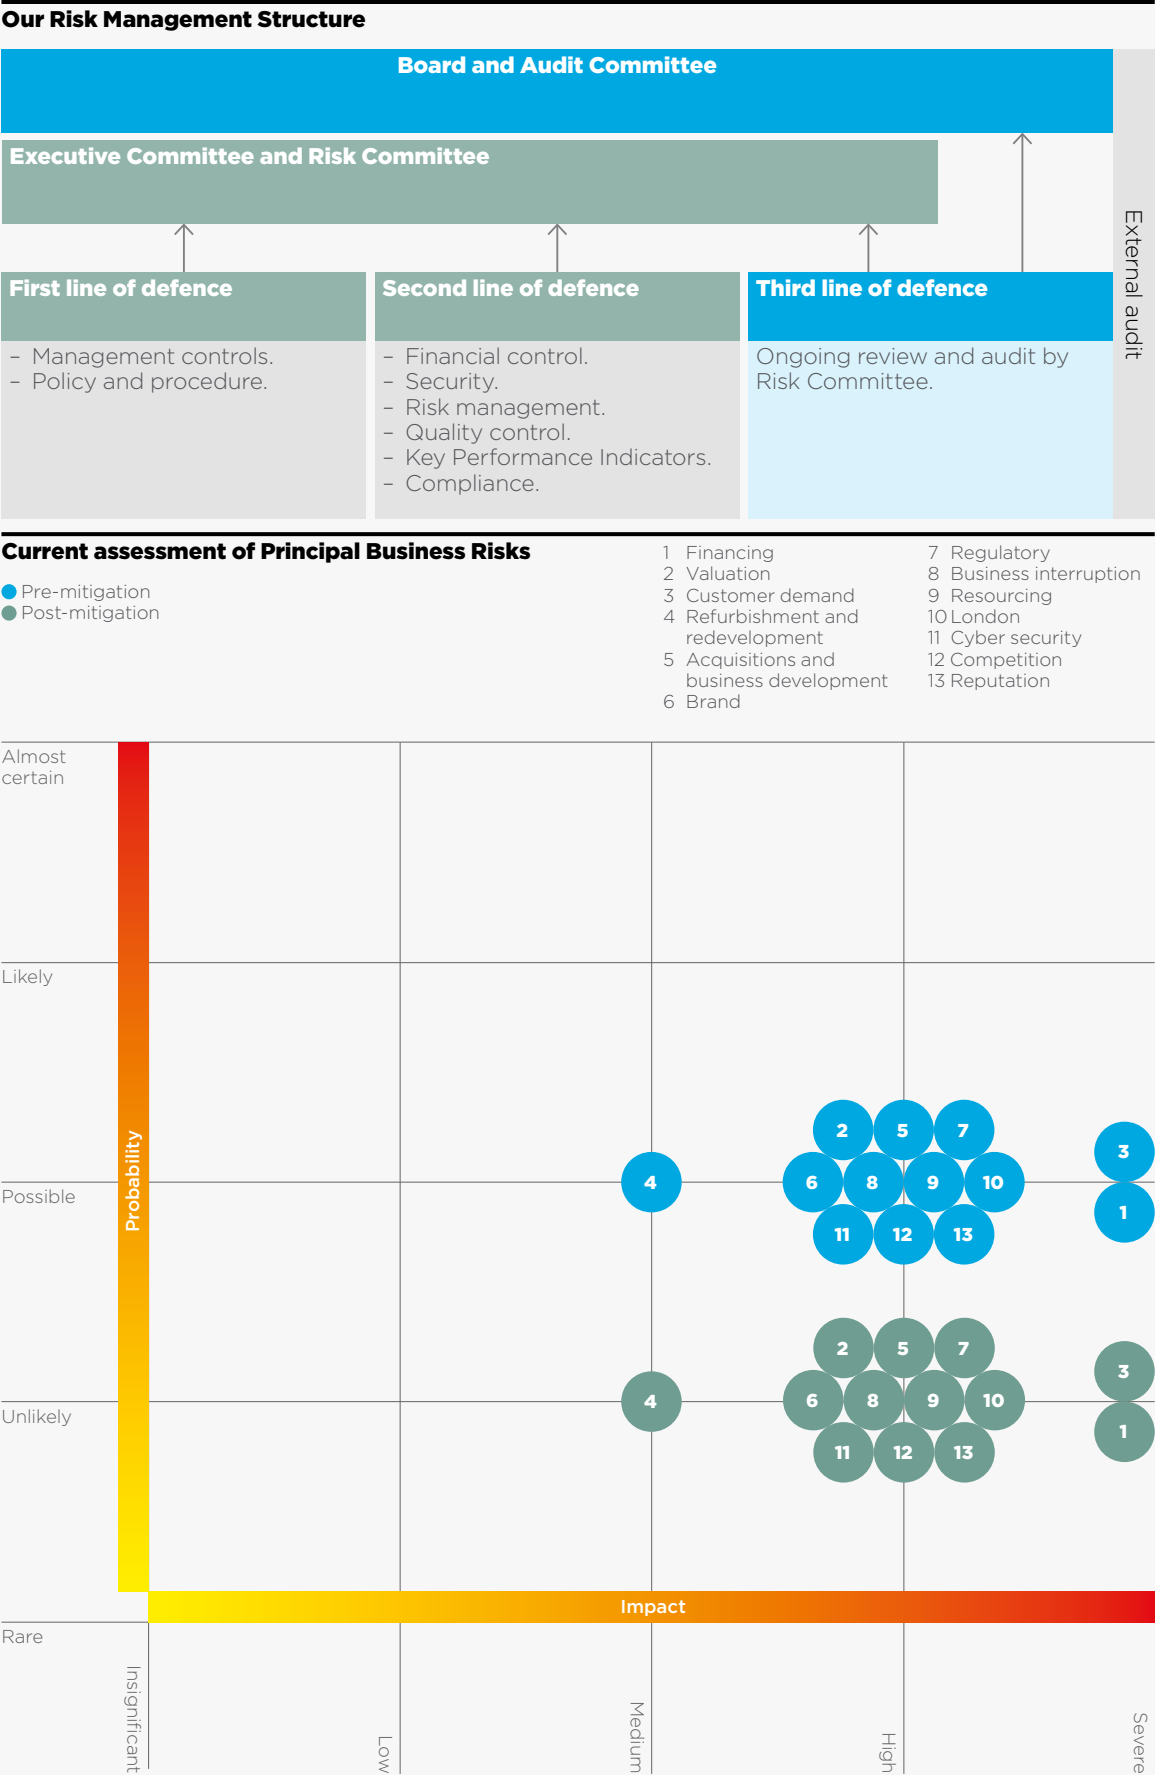 Our Risk Management Structure
Board and Audit Committee
Executive Committee and Risk Committee
External audit
First line of defence
– Management controls.
– Policy and procedure.
Second line of defence
– Financial control.
– Security.
– Risk management.
– Quality control.
– Key Performance Indicators.
– Compliance.
Third line of defence
Ongoing review and audit by
Risk Committee.
Current assessment of Principal Business Risks
Pre-mitigation
Post-mitigation
1 Financing
2 Valuation
3 Customer demand
4 Refurbishment and
redevelopment
5 Acquisitions and
business development
6 Brand
7 Regulatory
8 Business interruption
9 Resourcing
10 London
11 Cyber security
12 Competition
13 Reputation
Almost
certain
Likely
Possible
Unlikely
Rare
Probability
2 5 7
3
4 6 8 9 10
1
11 12 13
2 5 7
3
4 6 8 9 10
1
11 12 13
Impact
Insignificant
Low
Medium
High
Severe